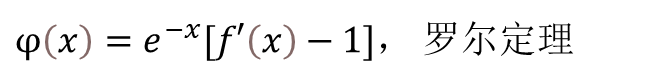 φ(x) = e^{-x}[f′(x) − 1], 罗尔定理